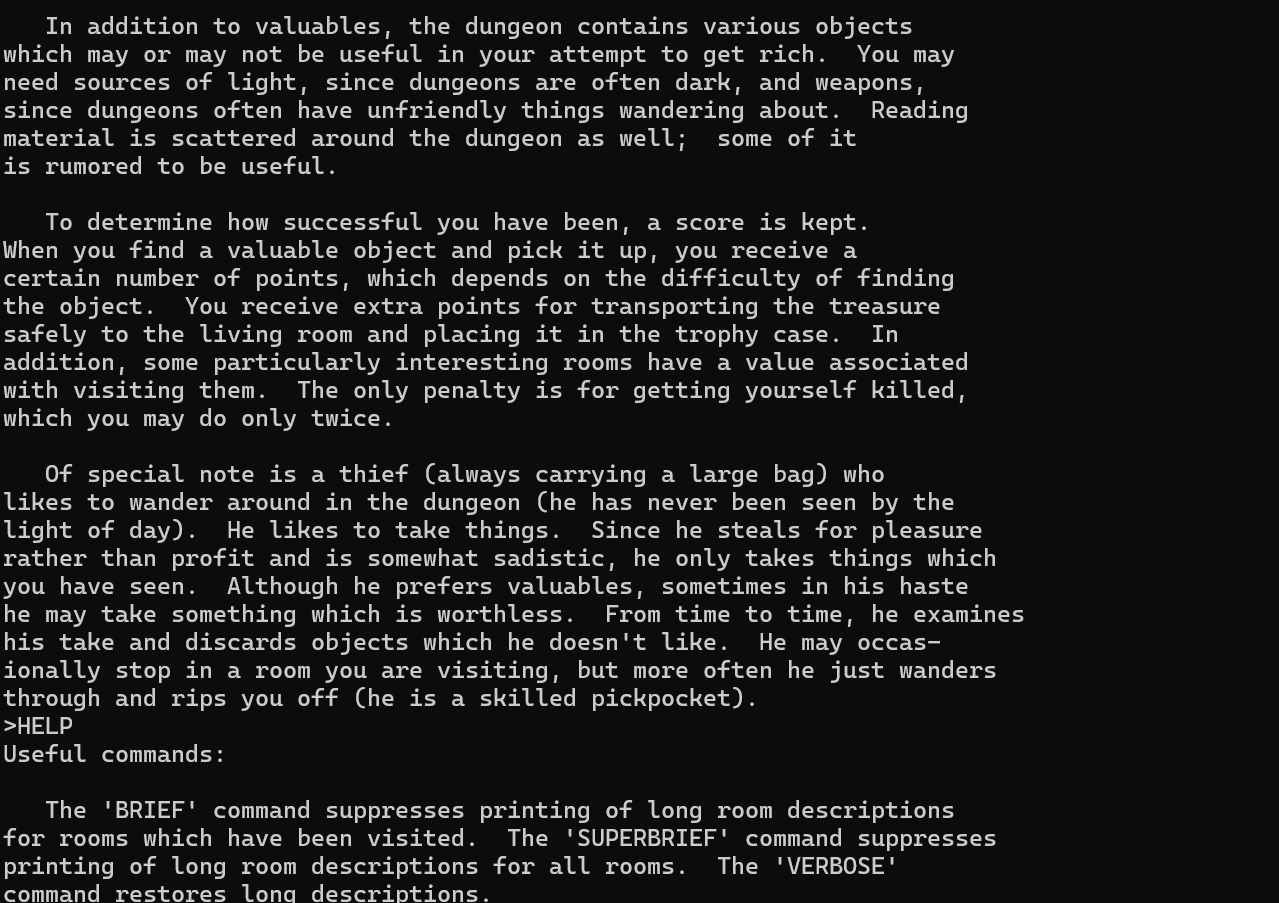 In addition to valuables, the dungeon contains various objects
which may or may not be useful in your attempt to get rich.  You may
need sources of light, since dungeons are often dark, and weapons,
since dungeons often have unfriendly things wandering about.  Reading
material is scattered around the dungeon as well;  some of it
is rumored to be useful.

   To determine how successful you have been, a score is kept.
When you find a valuable object and pick it up, you receive a
certain number of points, which depends on the difficulty of finding
the object.  You receive extra points for transporting the treasure
safely to the living room and placing it in the trophy case.  In
addition, some particularly interesting rooms have a value associated
with visiting them.  The only penalty is for getting yourself killed,
which you may do only twice.

   Of special note is a thief (always carrying a large bag) who
likes to wander around in the dungeon (he has never been seen by the
light of day).  He likes to take things.  Since he steals for pleasure
rather than profit and is somewhat sadistic, he only takes things which
you have seen.  Although he prefers valuables, sometimes in his haste
he may take something which is worthless.  From time to time, he examines
his take and discards objects which he doesn't like.  He may occas-
ionally stop in a room you are visiting, but more often he just wanders
through and rips you off (he is a skilled pickpocket).
>HELP
Useful commands:

   The 'BRIEF' command suppresses printing of long room descriptions
for rooms which have been visited.  The 'SUPERBRIEF' command suppresses
printing of long room descriptions for all rooms.  The 'VERBOSE'
command restores long descriptions.